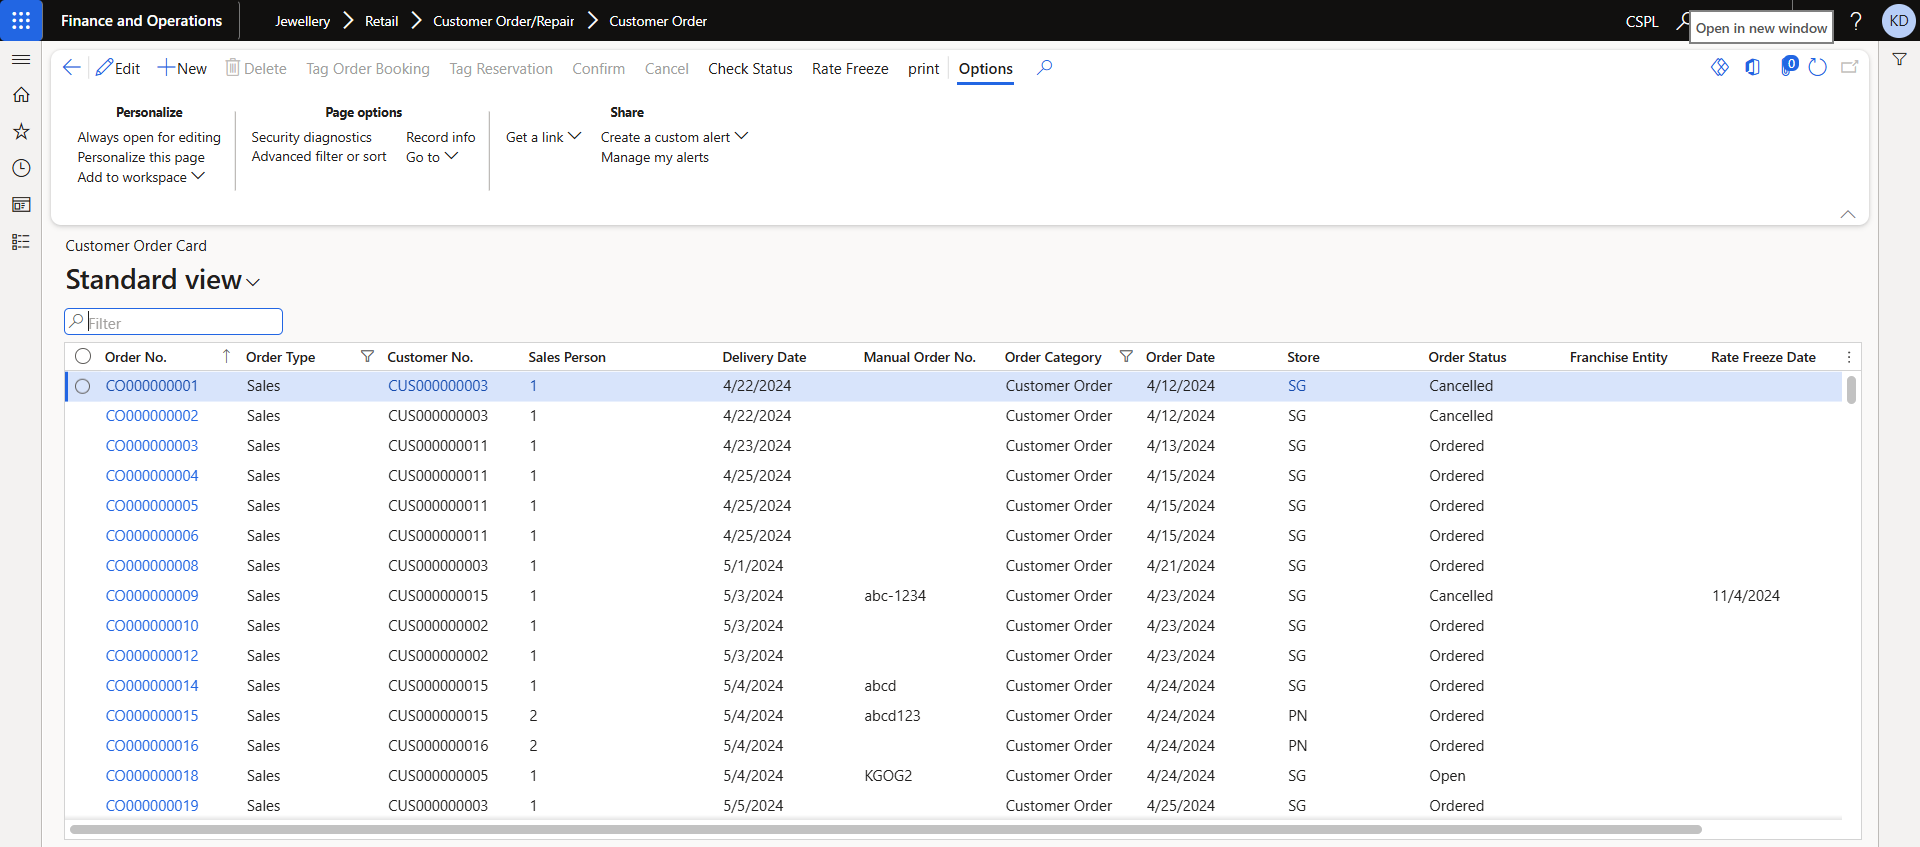 Finance and Operations Jewellery Retail Customer Order/Repair Customer Order CSPL Open in new window ? KD
Edit New Delete Tag Order Booking Tag Reservation Confirm Cancel Check Status Rate Freeze print Options 0
Personalize Page options Share
Always open for editing Security diagnostics Record info Get a link Create a custom alert
Personalize this page Advanced filter or sort Go to Manage my alerts
Add to workspace
Customer Order Card
Standard view
Filter
Order No. Order Type Customer No. Sales Person Delivery Date Manual Order No. Order Category Order Date Store Order Status Franchise Entity Rate Freeze Date
CO000000001 Sales CUS000000003 1 4/22/2024 Customer Order 4/12/2024 SG Cancelled
CO000000002 Sales CUS000000003 1 4/22/2024 Customer Order 4/12/2024 SG Cancelled
CO000000003 Sales CUS000000011 1 4/23/2024 Customer Order 4/13/2024 SG Ordered
CO000000004 Sales CUS000000011 1 4/25/2024 Customer Order 4/15/2024 SG Ordered
CO000000005 Sales CUS000000011 1 4/25/2024 Customer Order 4/15/2024 SG Ordered
CO000000006 Sales CUS000000011 1 4/25/2024 Customer Order 4/15/2024 SG Ordered
CO000000008 Sales CUS000000003 1 5/1/2024 Customer Order 4/21/2024 SG Ordered
CO000000009 Sales CUS000000015 1 5/3/2024 abc-1234 Customer Order 4/23/2024 SG Cancelled 11/4/2024
CO000000010 Sales CUS000000002 1 5/3/2024 Customer Order 4/23/2024 SG Ordered
CO000000012 Sales CUS000000002 1 5/3/2024 Customer Order 4/23/2024 SG Ordered
CO000000014 Sales CUS000000015 1 5/4/2024 abcd Customer Order 4/24/2024 SG Ordered
CO000000015 Sales CUS000000015 2 5/4/2024 abcd123 Customer Order 4/24/2024 PN Ordered
CO000000016 Sales CUS000000016 2 5/4/2024 Customer Order 4/24/2024 PN Ordered
CO000000018 Sales CUS000000005 1 5/4/2024 KGOG2 Customer Order 4/24/2024 SG Open
CO000000019 Sales CUS000000003 1 5/5/2024 Customer Order 4/25/2024 SG Ordered